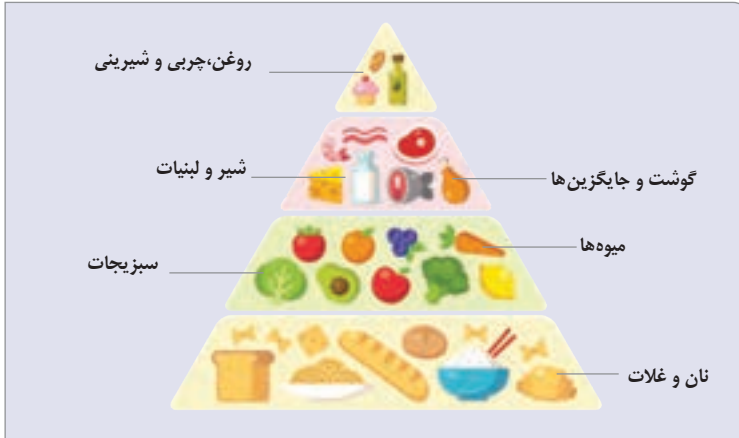 روغن،چربی و شیرینی
شیر و لبنیات
گوشت و جایگزین‌ها
میوه‌ها
سبزیجات
نان و غلات